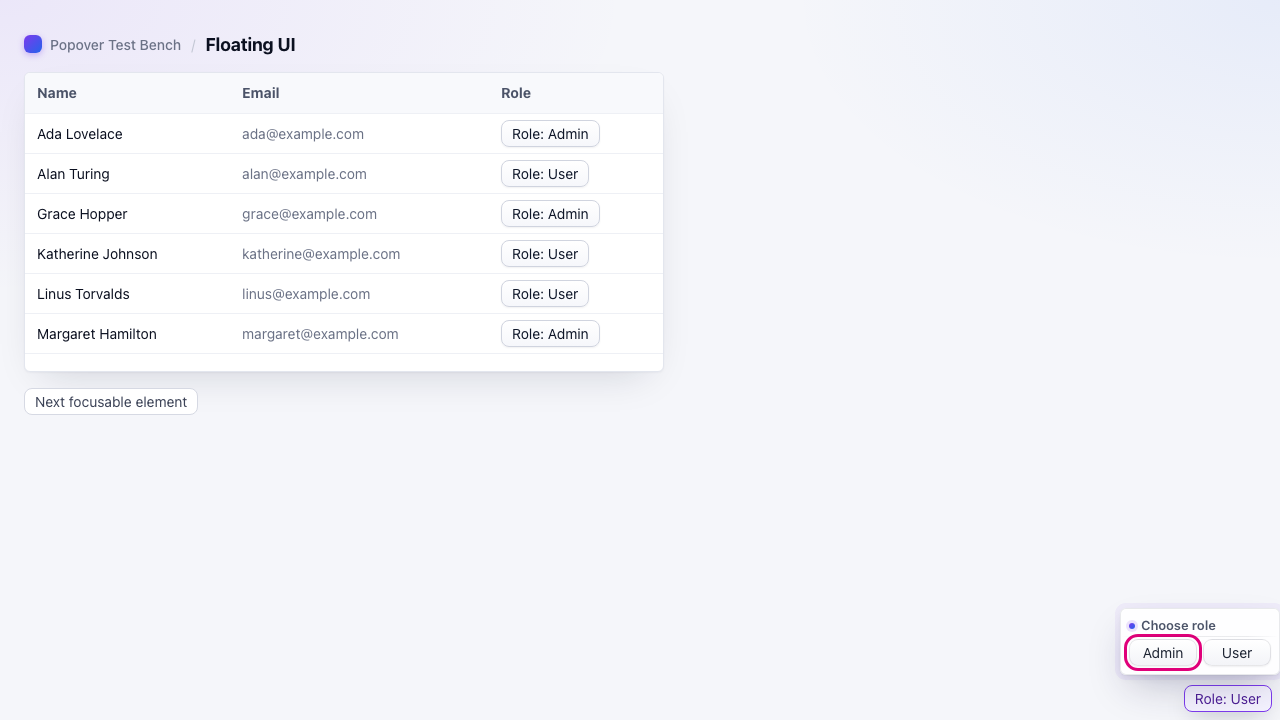 Popover Test Bench / Floating UI
Name Email Role
Ada Lovelace ada@example.com Role: Admin
Alan Turing alan@example.com Role: User
Grace Hopper grace@example.com Role: Admin
Katherine Johnson katherine@example.com Role: User
Linus Torvalds linus@example.com Role: User
Margaret Hamilton margaret@example.com Role: Admin
Next focusable element
Choose role
Admin User
Role: User